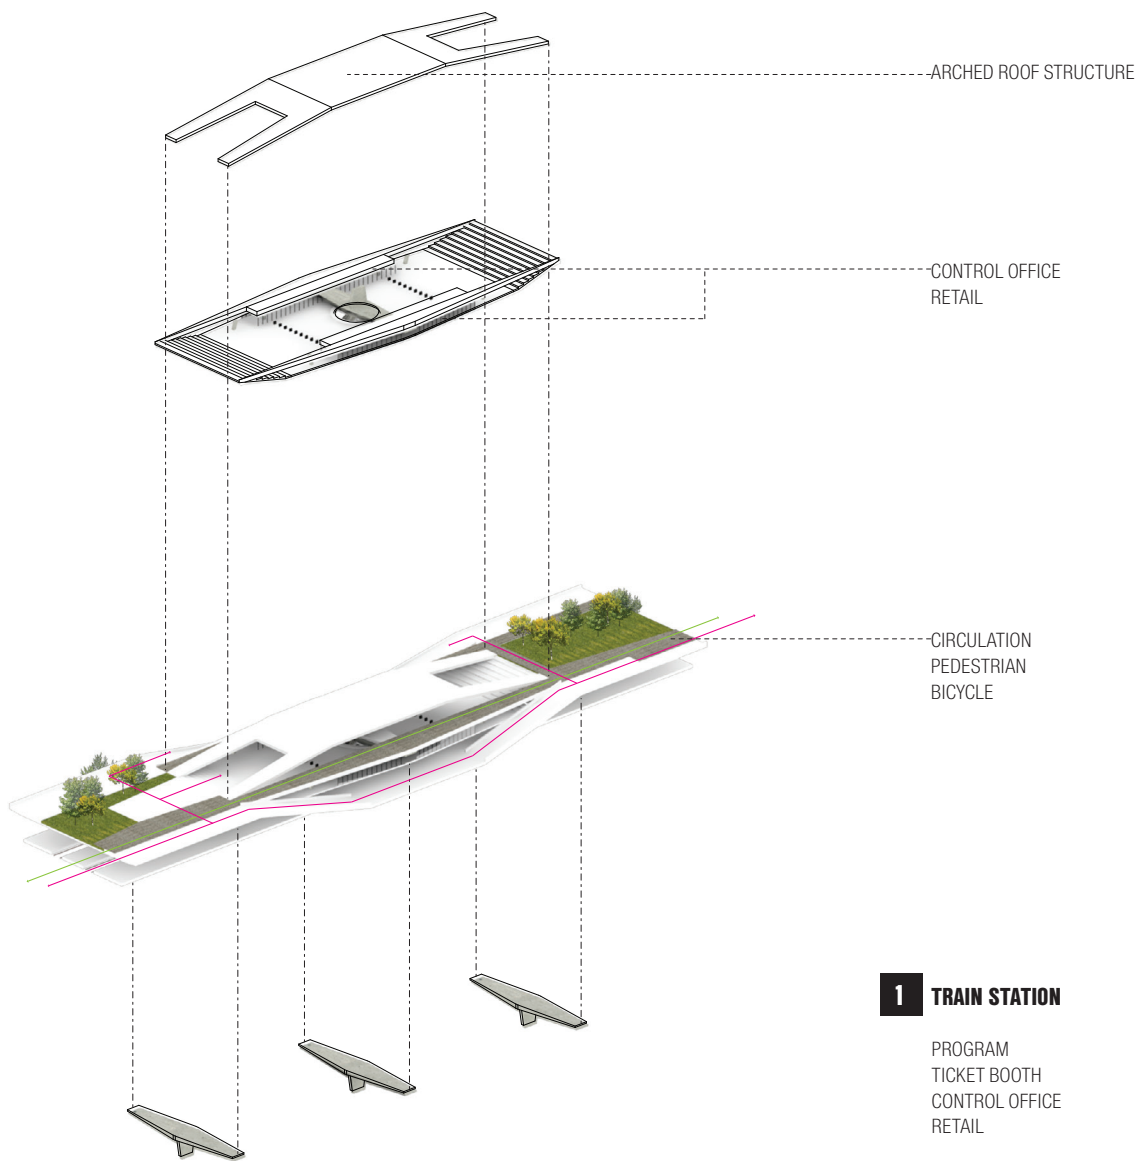 ARCHED ROOF STRUCTURE
CONTROL OFFICE
RETAIL
CIRCULATION
PEDESTRIAN
BICYCLE
1 TRAIN STATION
PROGRAM
TICKET BOOTH
CONTROL OFFICE
RETAIL